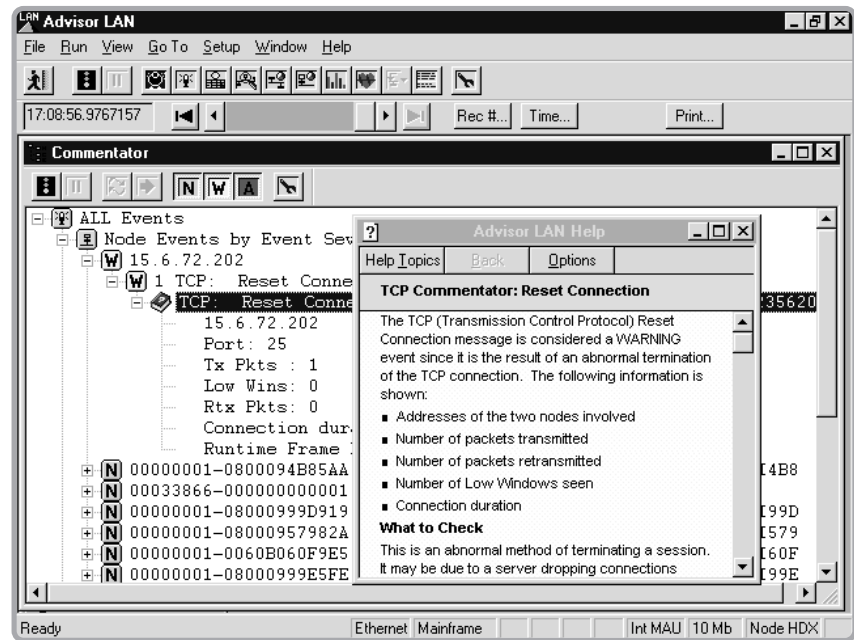 LAN Advisor LAN
File Run View Go To Setup Window Help
17:08:56.9767157 Rec #... Time... Print...
Commentator
N W A
ALL Events
Node Events by Event Sev
W 15.6.72.202
W 1 TCP: Reset Conne
TCP: Reset Conne 35620
15.6.72.202
Port: 25
Tx Pkts : 1
Low Wins: 0
Rtx Pkts: 0
Connection dur
Runtime Frame
N 00000001-0800094B85AA I4B8
N 00033866-000000000001
N 00000001-08000999D919 I99D
N 00000001-08000957982A I579
N 00000001-0060B060F9E5 I60F
N 00000001-08000999E5FE I99E
? Advisor LAN Help
Help Topics Back Options
TCP Commentator: Reset Connection
The TCP (Transmission Control Protocol) Reset
Connection message is considered a WARNING
event since it is the result of an abnormal termination
of the TCP connection. The following information is
shown:
▪ Addresses of the two nodes involved
▪ Number of packets transmitted
▪ Number of packets retransmitted
▪ Number of Low Windows seen
▪ Connection duration
What to Check
This is an abnormal method of terminating a session.
It may be due to a server dropping connections
Ready Ethernet Mainframe Int MAU 10 Mb Node HDX